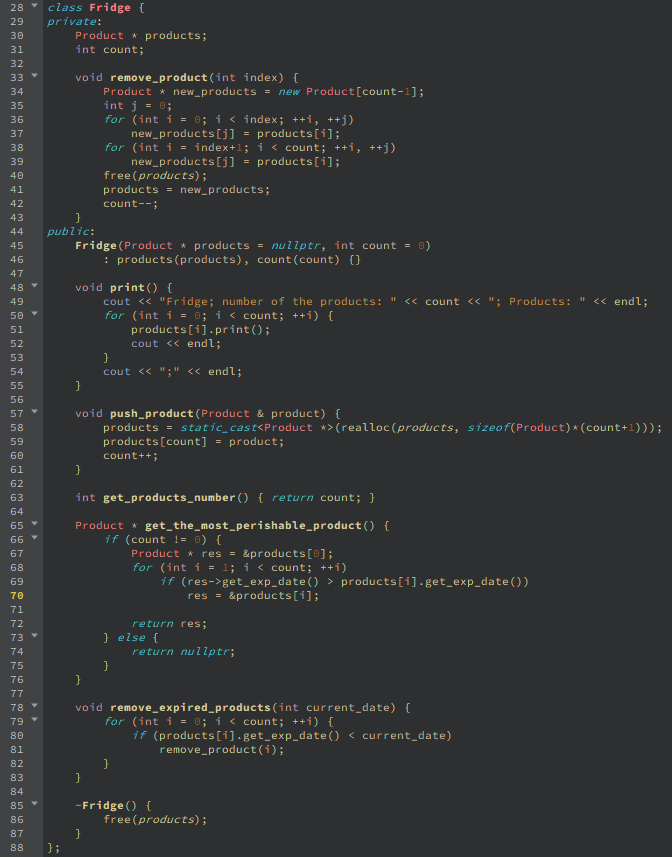 28 class Fridge {
29 private:
30     Product * products;
31     int count;
32
33     void remove_product(int index) {
34         Product * new_products = new Product[count-1];
35         int j = 0;
36         for (int i = 0; i < index; ++i, ++j)
37             new_products[j] = products[i];
38         for (int i = index+1; i < count; ++i, ++j)
39             new_products[j] = products[i];
40         free(products);
41         products = new_products;
42         count--;
43     }
44 public:
45     Fridge(Product * products = nullptr, int count = 0)
46         : products(products), count(count) {}
47
48     void print() {
49         cout << "Fridge; number of the products: " << count << "; Products: " << endl;
50         for (int i = 0; i < count; ++i) {
51             products[i].print();
52             cout << endl;
53         }
54         cout << ";" << endl;
55     }
56
57     void push_product(Product & product) {
58         products = static_cast<Product *>(realloc(products, sizeof(Product)*(count+1)));
59         products[count] = product;
60         count++;
61     }
62
63     int get_products_number() { return count; }
64
65     Product * get_the_most_perishable_product() {
66         if (count != 0) {
67             Product * res = &products[0];
68             for (int i = 1; i < count; ++i)
69                 if (res->get_exp_date() > products[i].get_exp_date())
70                     res = &products[i];
71
72             return res;
73         } else {
74             return nullptr;
75         }
76     }
77
78     void remove_expired_products(int current_date) {
79         for (int i = 0; i < count; ++i) {
80             if (products[i].get_exp_date() < current_date)
81                 remove_product(i);
82         }
83     }
84
85     ~Fridge() {
86         free(products);
87     }
88 };